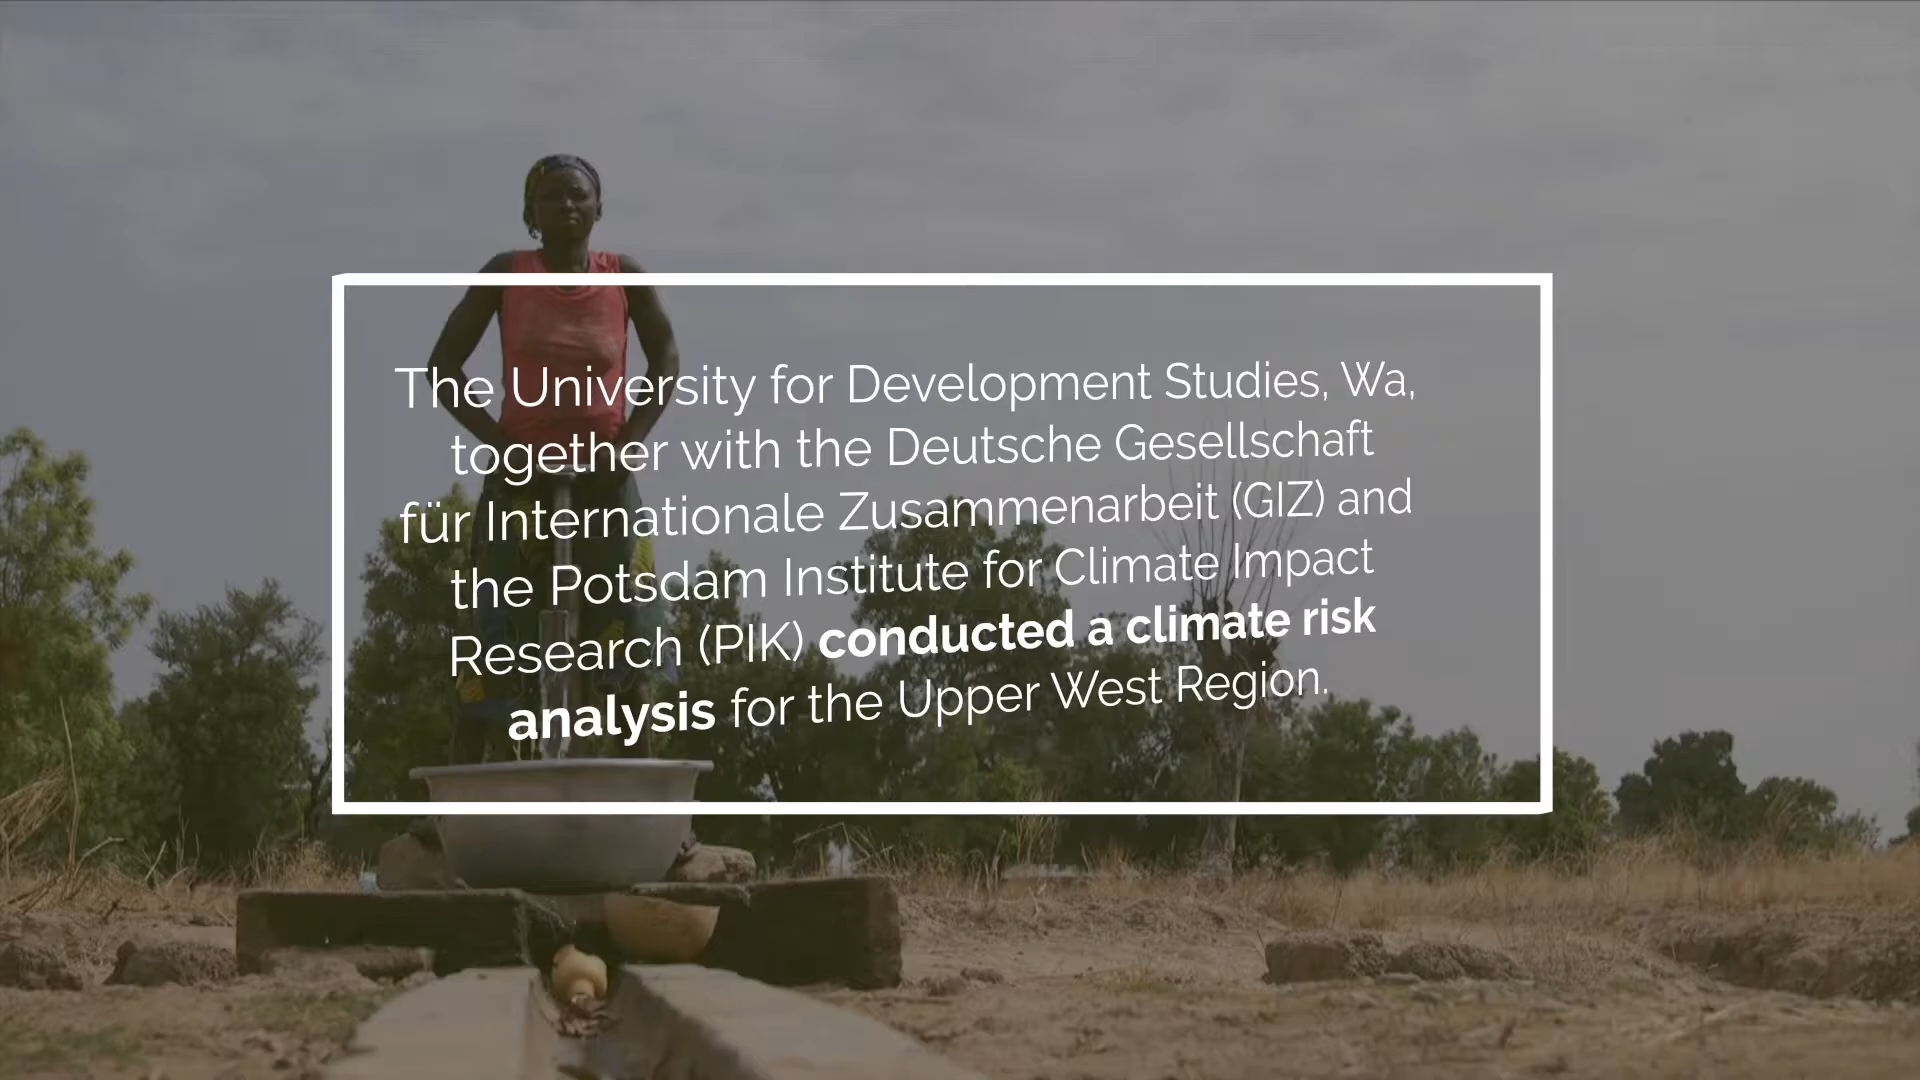 The University for Development Studies, Wa,
together with the Deutsche Gesellschaft
für Internationale Zusammenarbeit (GIZ) and
the Potsdam Institute for Climate Impact
Research (PIK) conducted a climate risk
analysis for the Upper West Region.